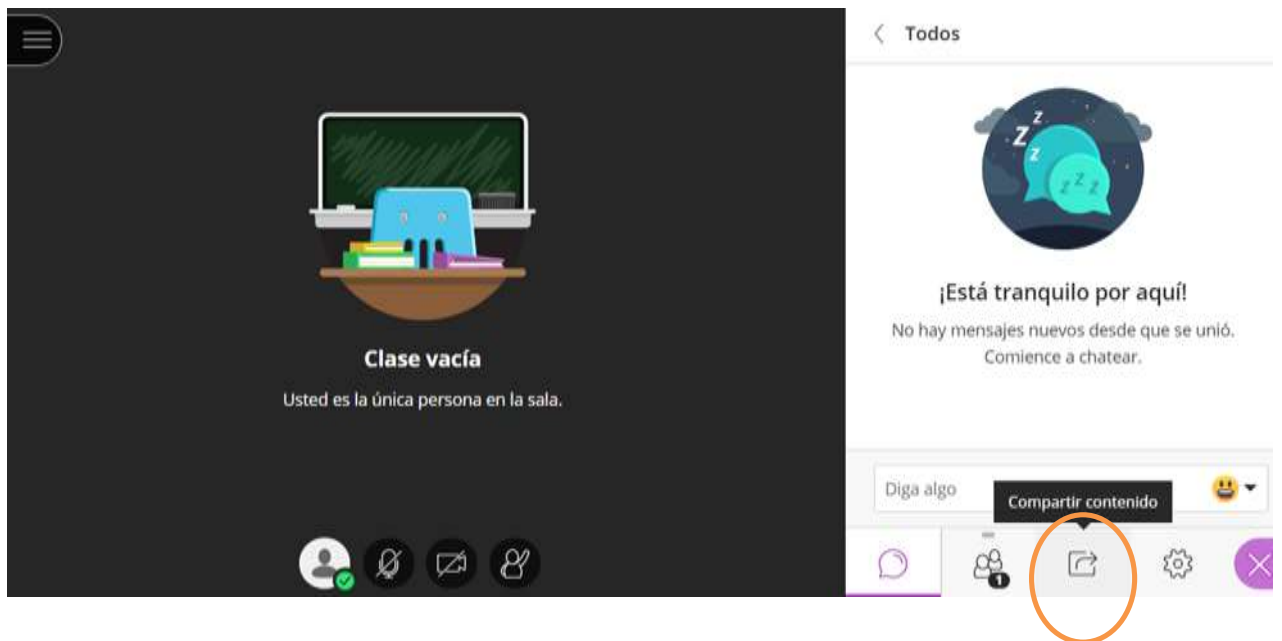 Todos
Z
Z
Z
z z z
¡Está tranquilo por aquí!
No hay mensajes nuevos desde que se unió.
Comience a chatear.
Clase vacía
Usted es la única persona en la sala.
Diga algo
Compartir contenido
1